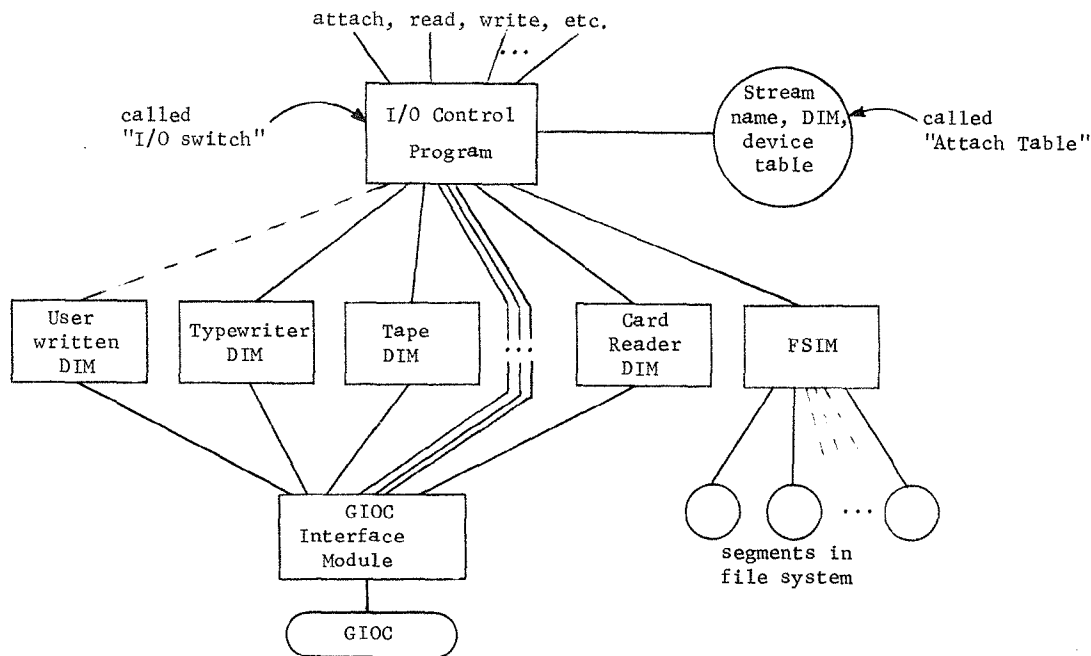 attach, read, write, etc.
...
called
"I/O switch"
I/O Control
Program
Stream
name, DIM,
device
table
called
"Attach Table"
User
written
DIM
Typewriter
DIM
Tape
DIM
...
Card
Reader
DIM
FSIM
GIOC
Interface
Module
...
segments in
file system
GIOC